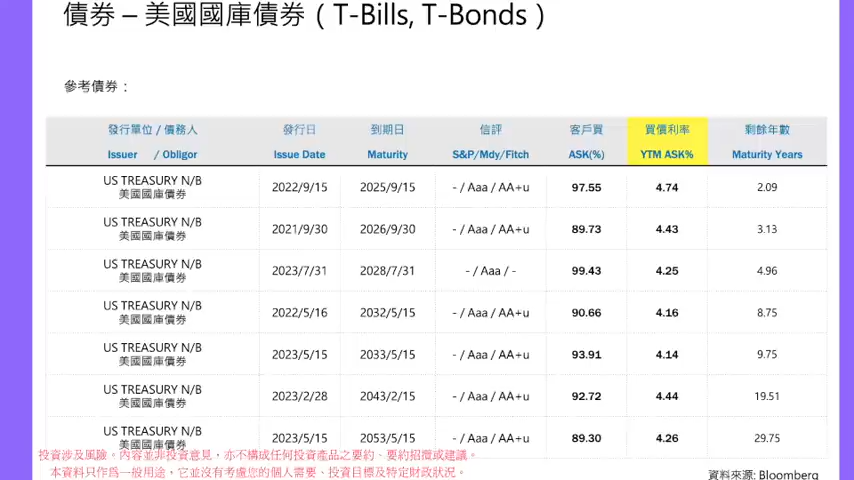 債券 – 美國國庫債券 ( T-Bills, T-Bonds )
參考債券 :
發行單位 / 債務人 發行日 到期日 信評 客戶買 買價利率 剩餘年數
Issuer / Obligor Issue Date Maturity S&P/Mdy/Fitch ASK(%) YTM ASK% Maturity Years
US TREASURY N/B
美國國庫債券 2022/9/15 2025/9/15 - / Aaa / AA+u 97.55 4.74 2.09
US TREASURY N/B
美國國庫債券 2021/9/30 2026/9/30 - / Aaa / AA+u 89.73 4.43 3.13
US TREASURY N/B
美國國庫債券 2023/7/31 2028/7/31 - / Aaa / - 99.43 4.25 4.96
US TREASURY N/B
美國國庫債券 2022/5/16 2032/5/15 - / Aaa / AA+u 90.66 4.16 8.75
US TREASURY N/B
美國國庫債券 2023/5/15 2033/5/15 - / Aaa / AA+u 93.91 4.14 9.75
US TREASURY N/B
美國國庫債券 2023/2/28 2043/2/15 - / Aaa / AA+u 92.72 4.44 19.51
US TREASURY N/B
美國國庫債券 2023/5/15 2053/5/15 - / Aaa / AA+u 89.30 4.26 29.75
投資涉及風險。內容並非投資意見，亦不構成任何投資產品之要約、要約招攬或建議。
本資料只作為一般用途，它並沒有考慮您的個人需要、投資目標及特定財政狀況。
資料來源: Bloomberg